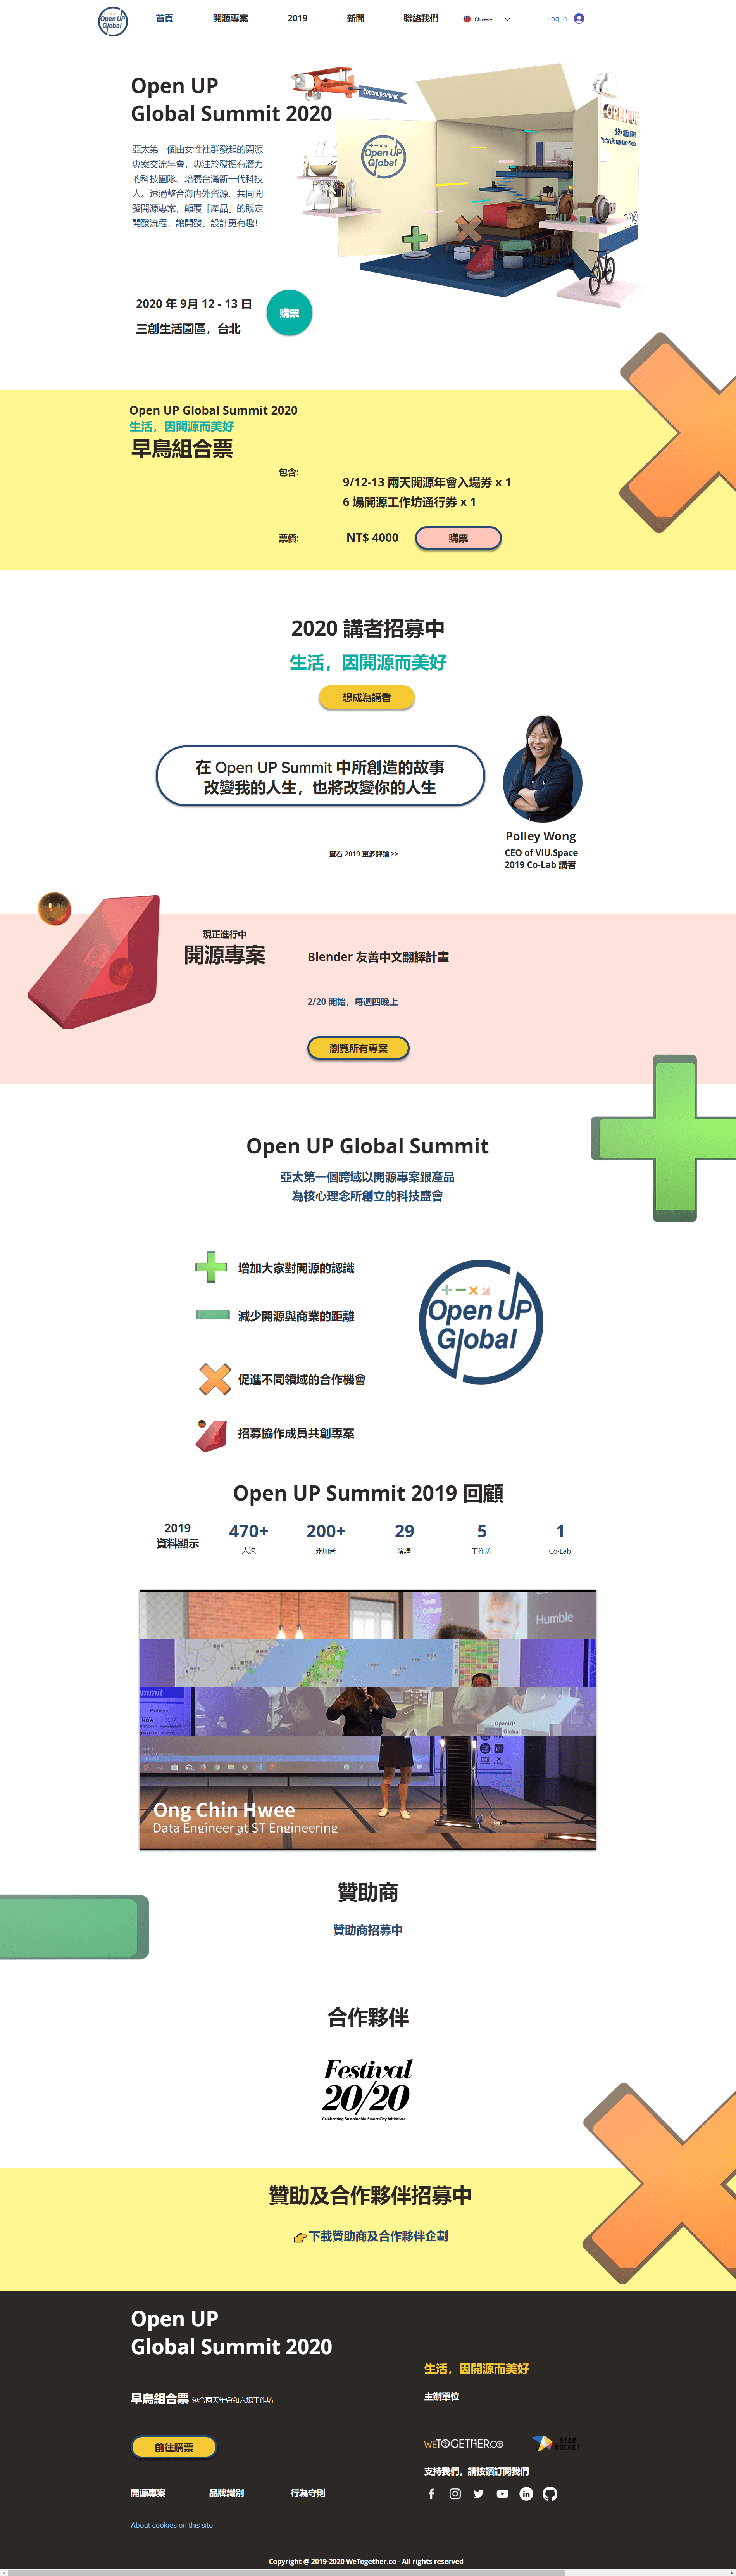 Open UP
Global
首頁
開源專案
2019
新聞
聯絡我們
Chinese
Log In
Open UP
Global Summit 2020
#openupsummit
Open UP
Global
OPEN UP
亞太第一個由女性社群發起的開源
專案交流年會，專注於發掘有潛力
的科技團隊、培養台灣新一代科技
人。透過整合海內外資源、共同開
發開源專案，顛覆「產品」的既定
開發流程，讓開發、設計更有趣！
2020 年 9月 12 - 13 日
三創生活園區，台北
購票
Open UP Global Summit 2020
生活，因開源而美好
早鳥組合票
包含:
9/12-13 兩天開源年會入場券 x 1
6 場開源工作坊通行券 x 1
票價:
NT$ 4000
購票
2020 講者招募中
生活，因開源而美好
想成為講者
在 Open UP Summit 中所創造的故事
改變我的人生，也將改變你的人生
Polley Wong
CEO of VIU.Space
2019 Co-Lab 講者
查看 2019 更多評論 >>
現正進行中
開源專案
Blender 友善中文翻譯計畫
2/20 開始，每週四晚上
瀏覽所有專案
Open UP Global Summit
亞太第一個跨域以開源專案跟產品
為核心理念所創立的科技盛會
增加大家對開源的認識
減少開源與商業的距離
促進不同領域的合作機會
招募協作成員共創專案
Open UP
Global
Open UP Summit 2019 回顧
2019
資料顯示
470+
人次
200+
參加者
29
演講
5
工作坊
1
Co-Lab
Team
Culture
Humble
Partners
OpenUP
Global
Ong Chin Hwee
Data Engineer at ST Engineering
贊助商
贊助商招募中
合作夥伴
Festival
20/20
Celebrating Sustainable Smart City Initiatives
贊助及合作夥伴招募中
下載贊助商及合作夥伴企劃
Open UP
Global Summit 2020
生活，因開源而美好
早鳥組合票 包含兩天年會和六場工作坊
主辦單位
前往購票
WETOGETHER.CO
STAR
ROCKET
支持我們，請按讚訂閱我們
開源專案
品牌識別
行為守則
About cookies on this site
Copyright @ 2019-2020 WeTogether.co - All rights reserved